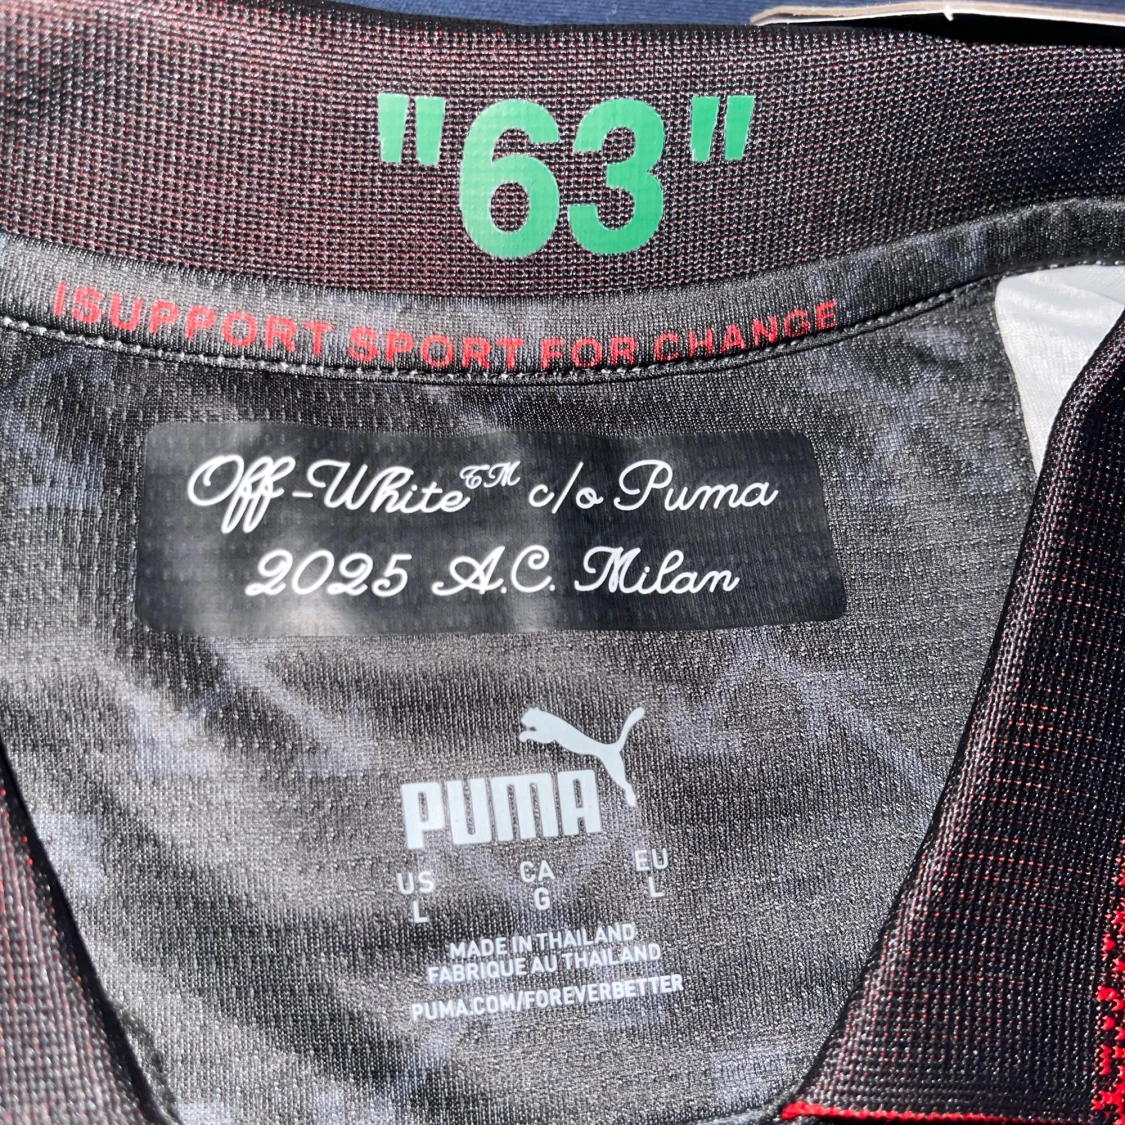 "63"
I SUPPORT SPORT FOR CHANGE
Off-White™ c/o Puma
2025 A.C. Milan
PUMA
US CA EU
L G L
MADE IN THAILAND
FABRIQUE AU THAILAND
PUMA.COM/FOREVERBETTER